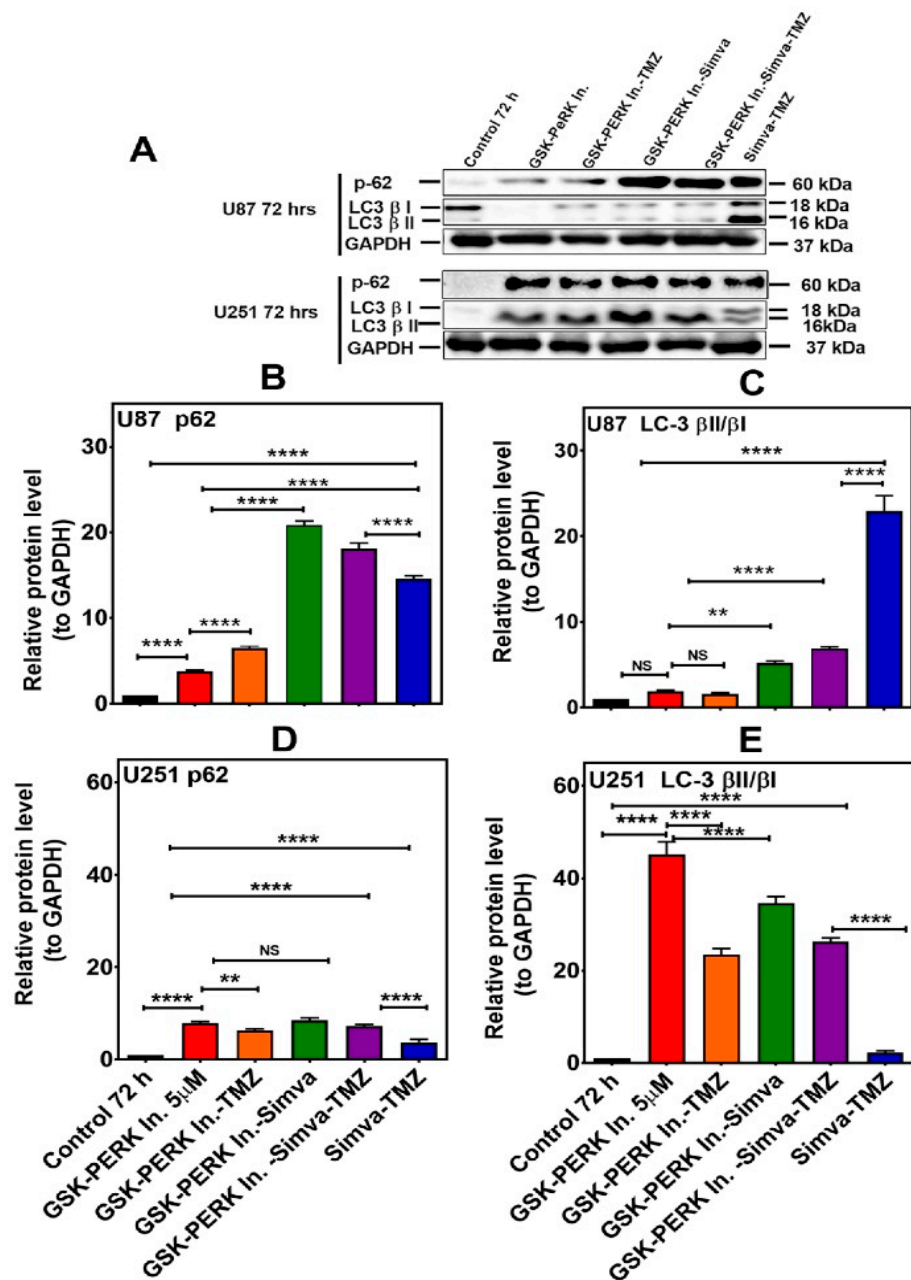 A
Control 72 h
GSK-PeRK In.
GSK-PERK In.-TMZ
GSK-PERK In.-Simva
GSK-PERK In.-Simva-TMZ
Simva-TMZ
U87 72 hrs
p-62
60 kDa
LC3 β I
18 kDa
LC3 β II
16 kDa
GAPDH
37 kDa
U251 72 hrs
p-62
60 kDa
LC3 β I
18 kDa
LC3 β II
16kDa
GAPDH
37 kDa
B
U87 p62
Relative protein level
(to GAPDH)
30
20
10
0
****
****
****
****
****
****
C
U87 LC-3 βII/βI
Relative protein level
(to GAPDH)
30
20
10
0
****
****
****
**
NS
NS
D
U251 p62
Relative protein level
(to GAPDH)
60
40
20
0
****
****
NS
**
****
****
Control 72 h
GSK-PERK In. 5μM
GSK-PERK In.-TMZ
GSK-PERK In.-Simva
GSK-PERK In. -Simva-TMZ
Simva-TMZ
E
U251 LC-3 βII/βI
Relative protein level
(to GAPDH)
60
40
20
0
****
****
****
****
****
Control 72 h
GSK-PERK In. 5μM
GSK-PERK In.-TMZ
GSK-PERK In.-Simva
GSK-PERK In. -Simva-TMZ
Simva-TMZ